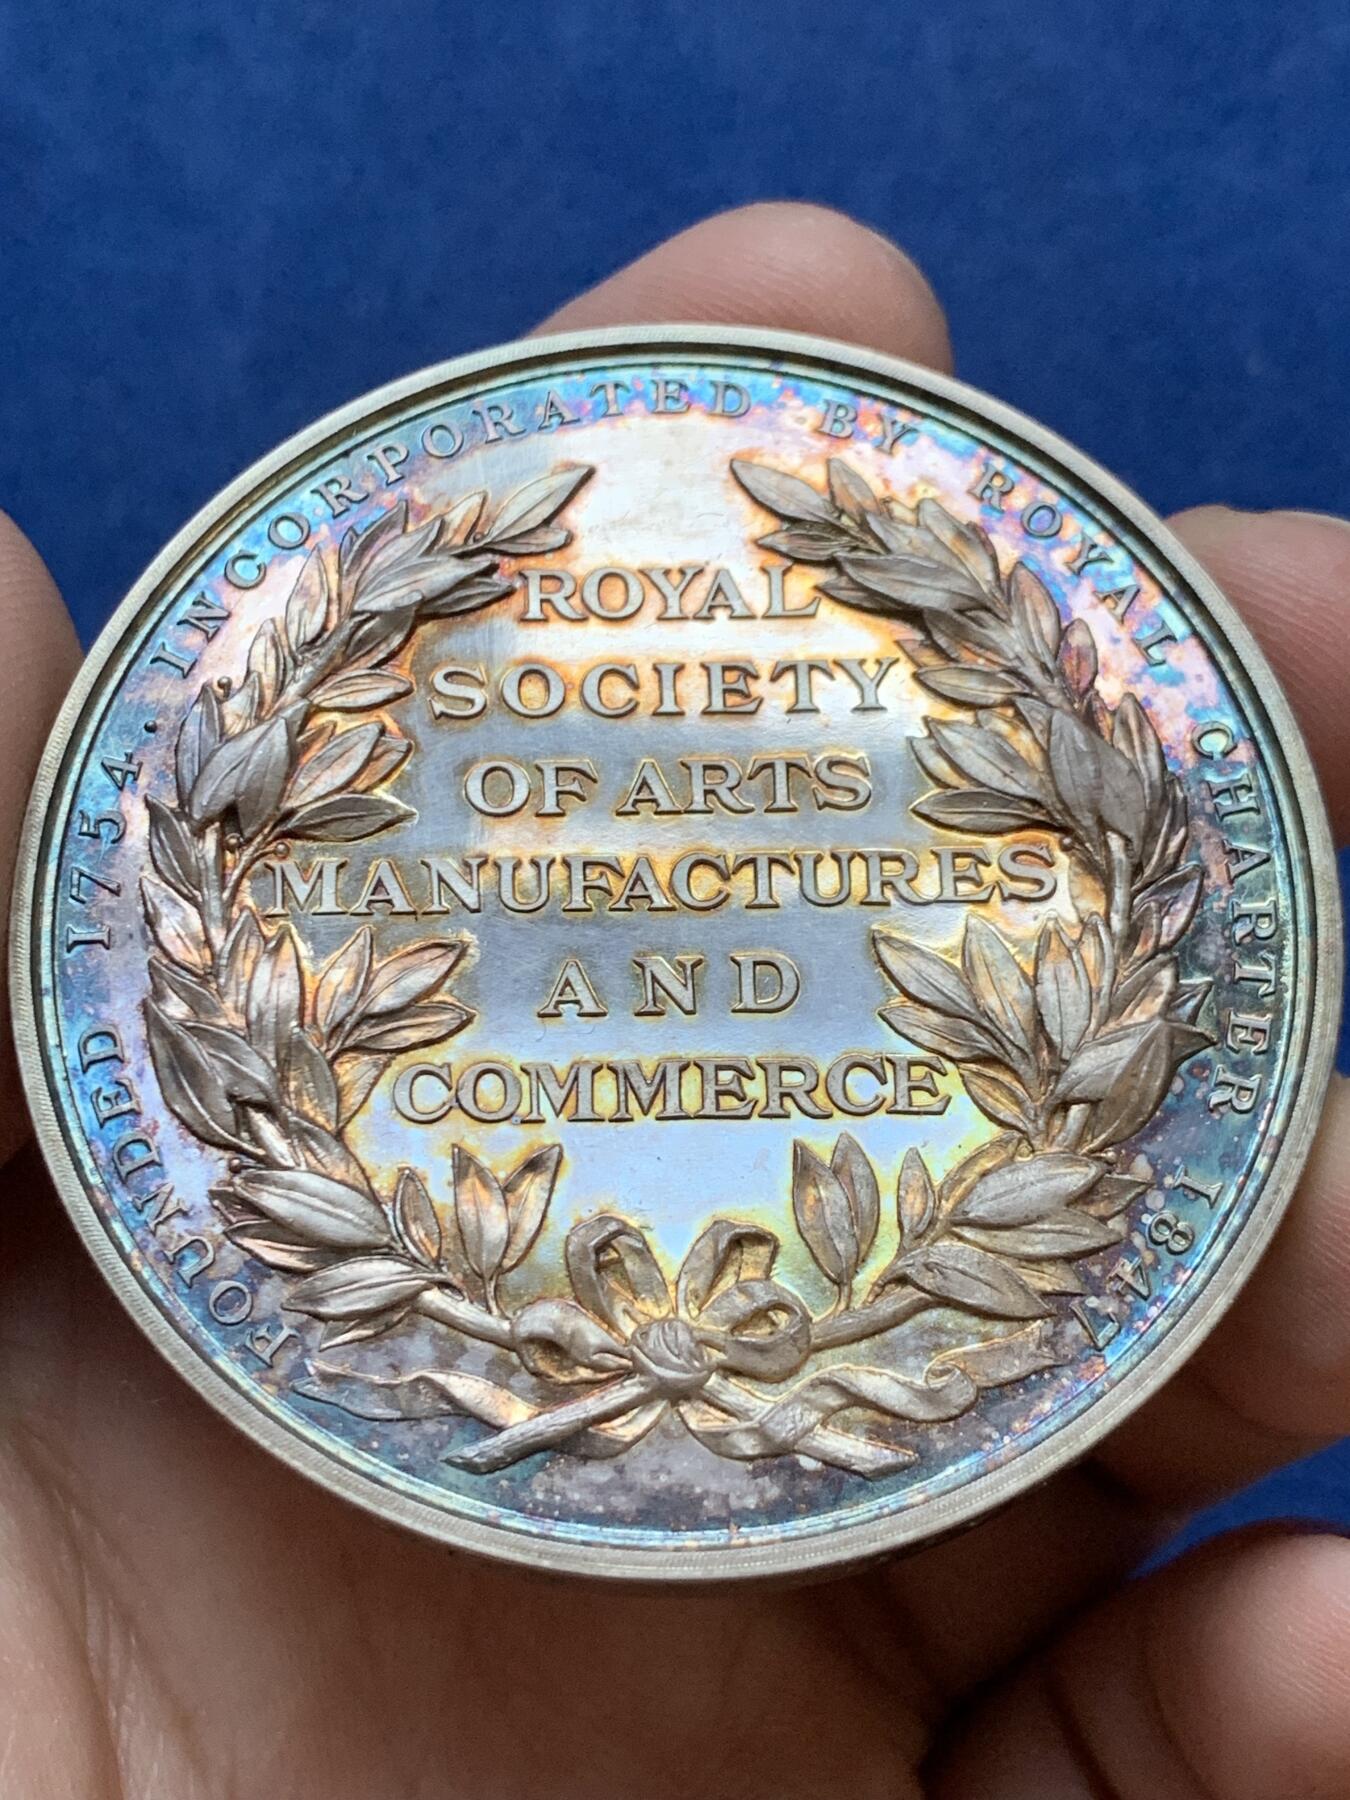 FOUNDED 1754. INCORPORATED BY ROYAL CHARTER 1847
ROYAL
SOCIETY
OF ARTS
MANUFACTURES
AND
COMMERCE